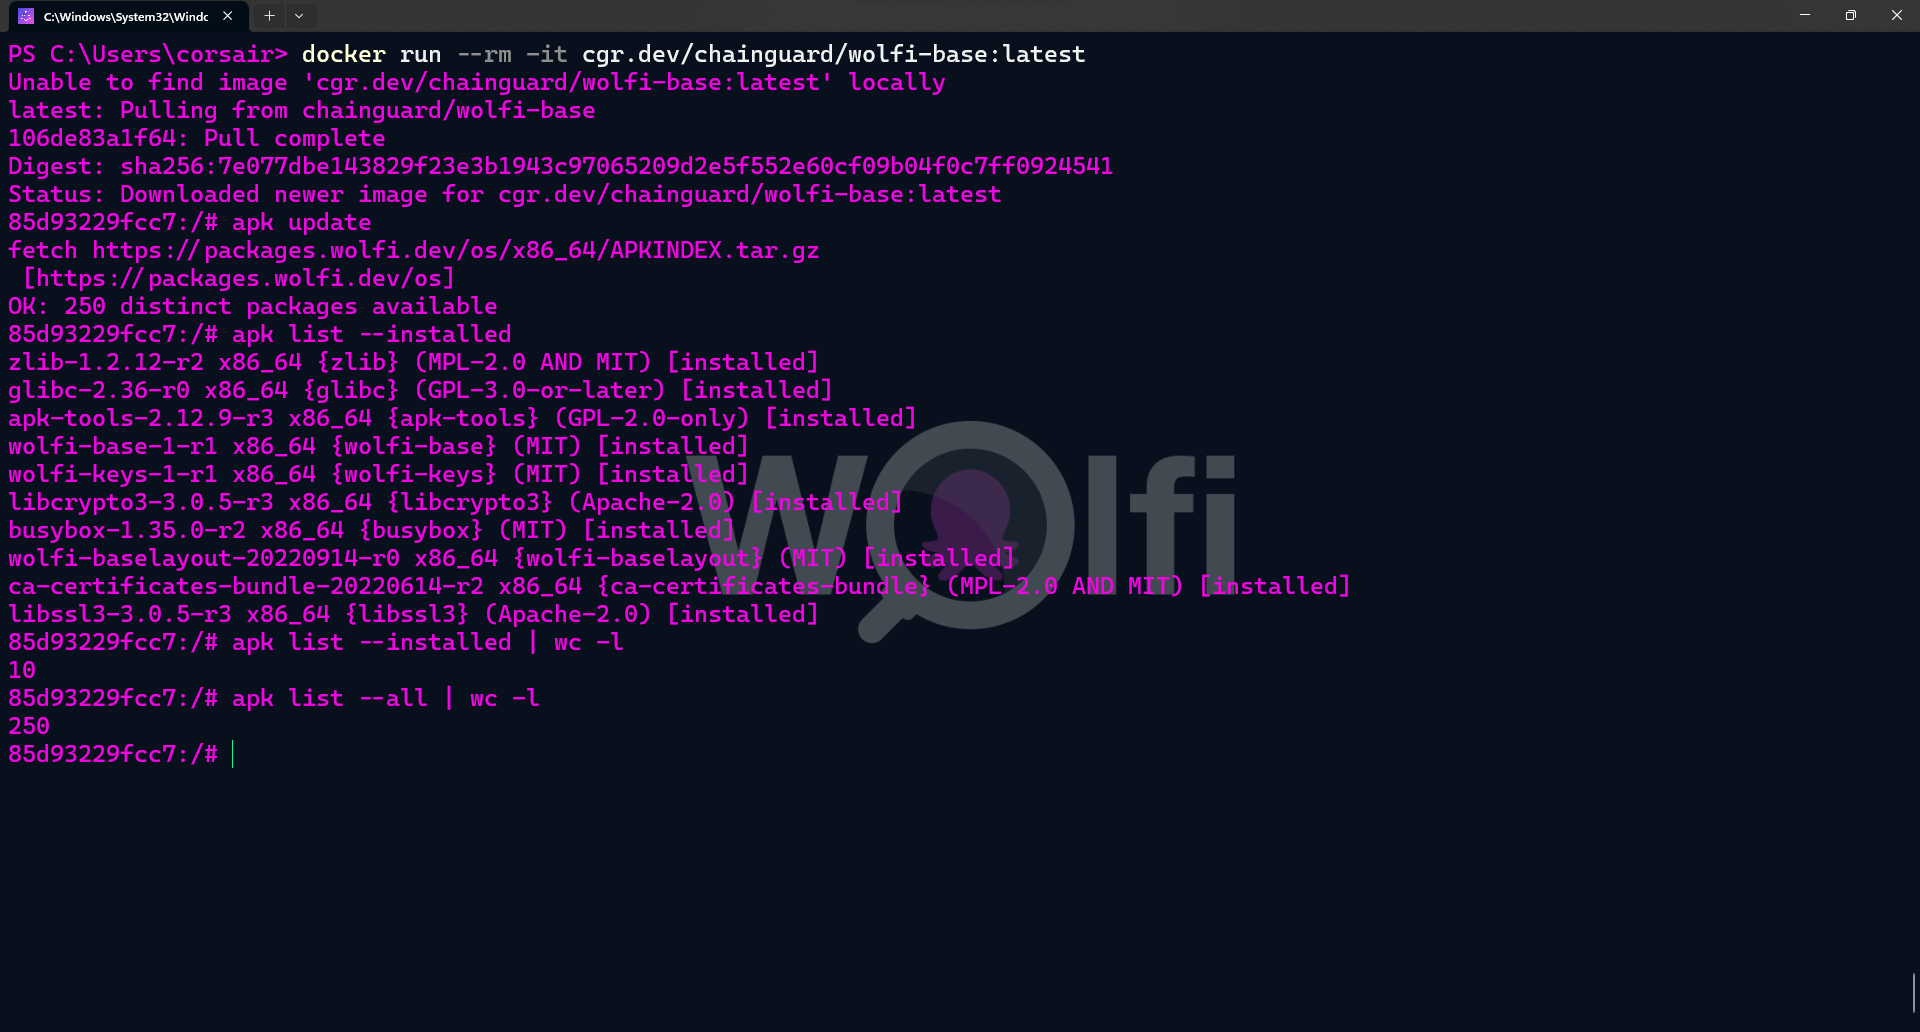 C:\Windows\System32\Windc
PS C:\Users\corsair> docker run --rm -it cgr.dev/chainguard/wolfi-base:latest
Unable to find image 'cgr.dev/chainguard/wolfi-base:latest' locally
latest: Pulling from chainguard/wolfi-base
106de83a1f64: Pull complete
Digest: sha256:7e077dbe143829f23e3b1943c97065209d2e5f552e60cf09b04f0c7ff0924541
Status: Downloaded newer image for cgr.dev/chainguard/wolfi-base:latest
85d93229fcc7:/# apk update
fetch https://packages.wolfi.dev/os/x86_64/APKINDEX.tar.gz
 [https://packages.wolfi.dev/os]
OK: 250 distinct packages available
85d93229fcc7:/# apk list --installed
zlib-1.2.12-r2 x86_64 {zlib} (MPL-2.0 AND MIT) [installed]
glibc-2.36-r0 x86_64 {glibc} (GPL-3.0-or-later) [installed]
apk-tools-2.12.9-r3 x86_64 {apk-tools} (GPL-2.0-only) [installed]
wolfi-base-1-r1 x86_64 {wolfi-base} (MIT) [installed]
wolfi-keys-1-r1 x86_64 {wolfi-keys} (MIT) [installed]
libcrypto3-3.0.5-r3 x86_64 {libcrypto3} (Apache-2.0) [installed]
busybox-1.35.0-r2 x86_64 {busybox} (MIT) [installed]
wolfi-baselayout-20220914-r0 x86_64 {wolfi-baselayout} (MIT) [installed]
ca-certificates-bundle-20220614-r2 x86_64 {ca-certificates-bundle} (MPL-2.0 AND MIT) [installed]
libssl3-3.0.5-r3 x86_64 {libssl3} (Apache-2.0) [installed]
85d93229fcc7:/# apk list --installed | wc -l
10
85d93229fcc7:/# apk list --all | wc -l
250
85d93229fcc7:/#
Wolfi